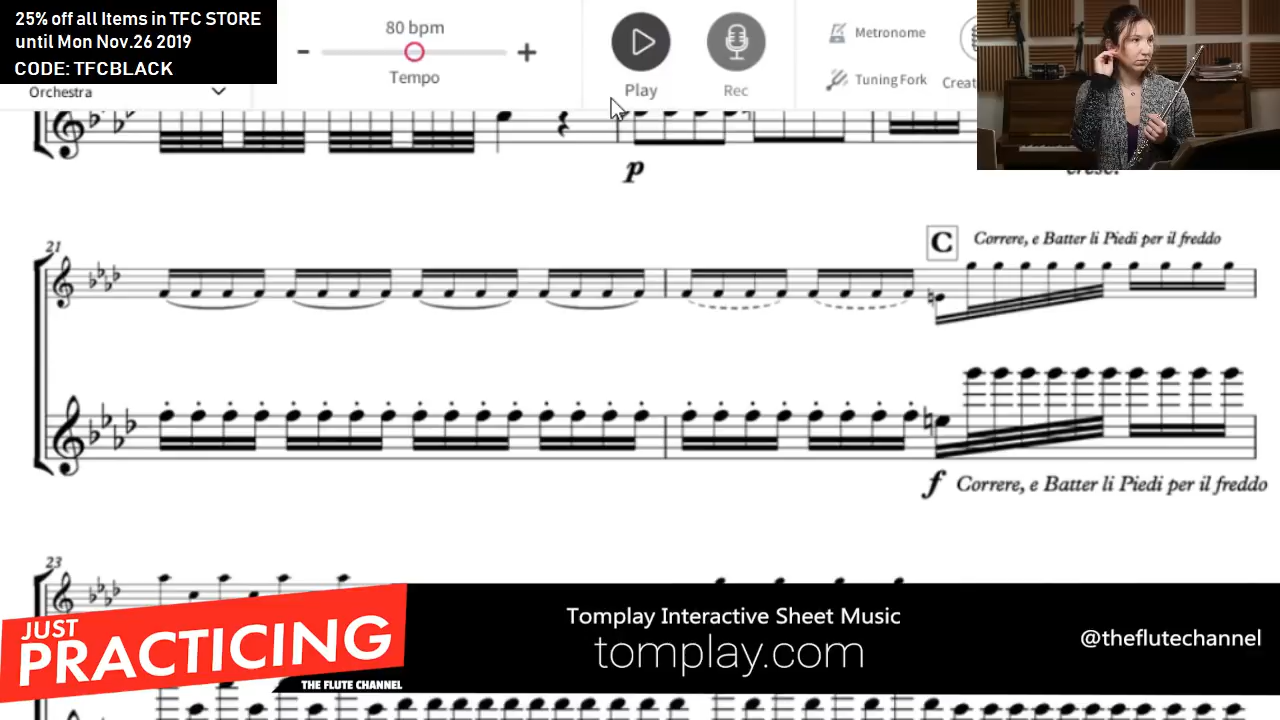 25% off all Items in TFC STORE
until Mon Nov.26 2019
CODE: TFCBLACK
Orchestra
80 bpm
Tempo
Play
Rec
Metronome
Tuning Fork
Creat
p
cresc.
21
C
Correre, e Batter li Piedi per il freddo
f Correre, e Batter li Piedi per il freddo
23
JUST
PRACTICING
THE FLUTE CHANNEL
Tomplay Interactive Sheet Music
tomplay.com
@theflutechannel